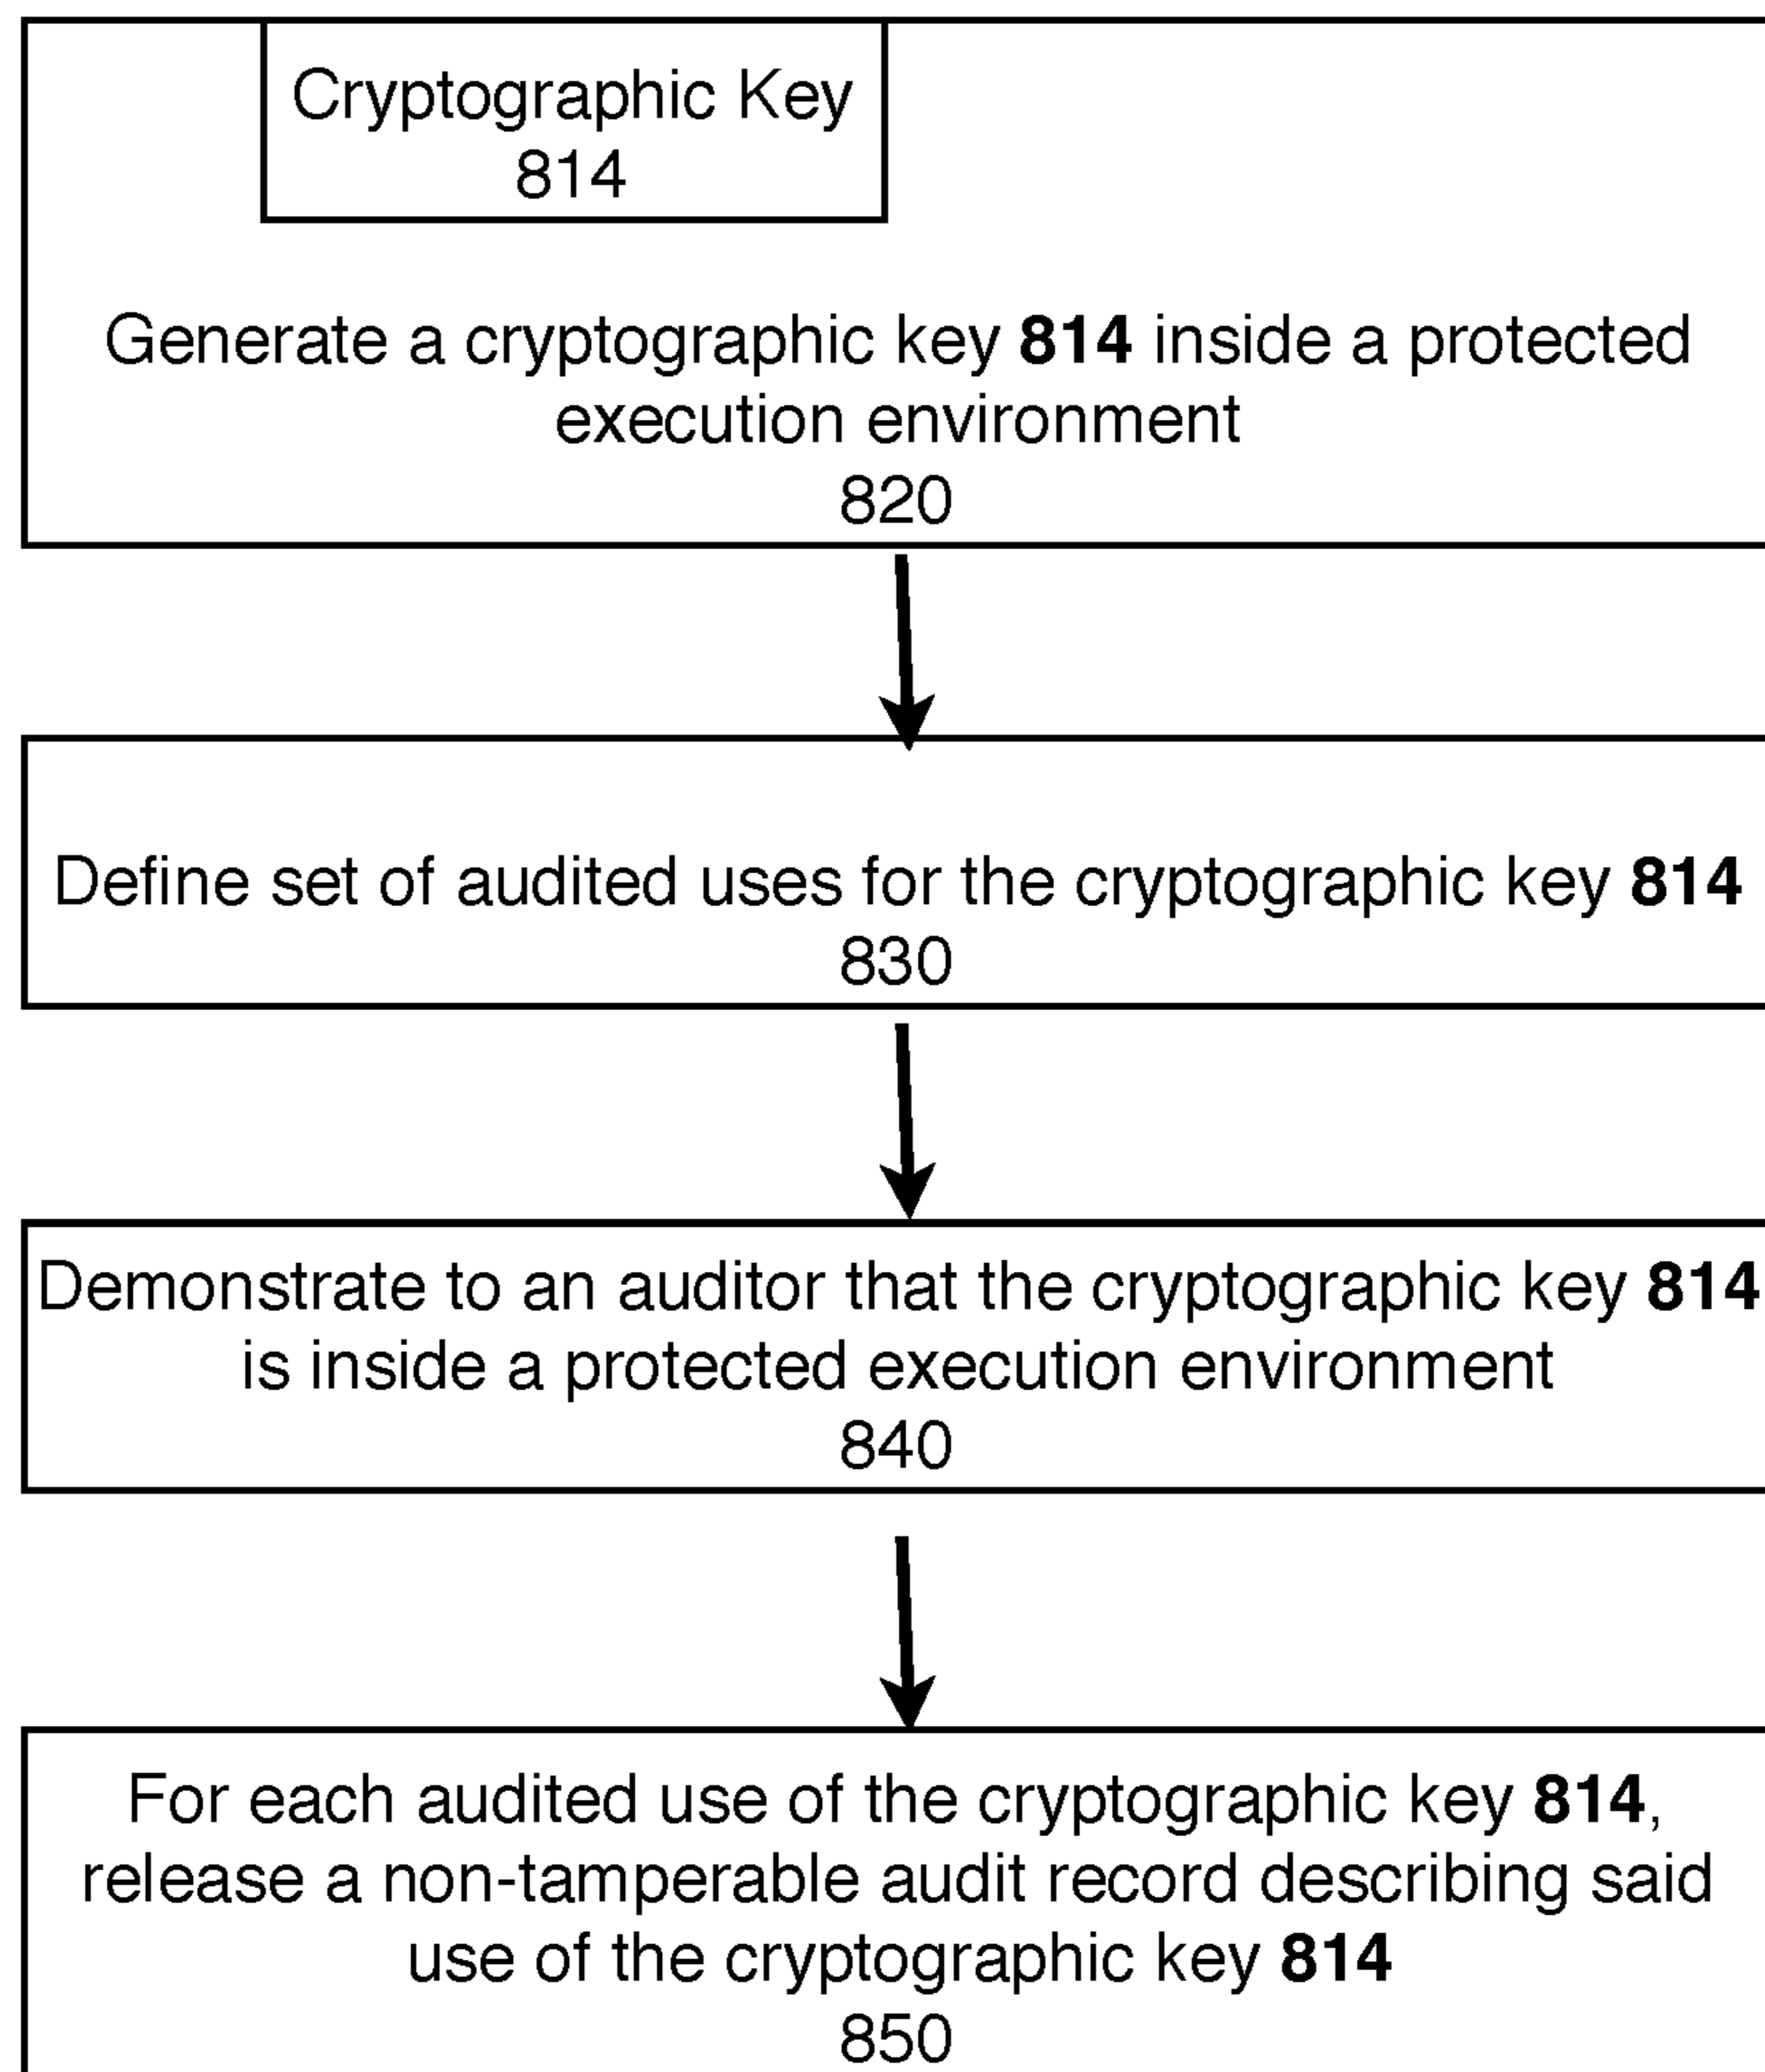 Cryptographic Key
814
Generate a cryptographic key 814 inside a protected
execution environment
820
Define set of audited uses for the cryptographic key 814
830
Demonstrate to an auditor that the cryptographic key 814
is inside a protected execution environment
840
For each audited use of the cryptographic key 814,
release a non-tamperable audit record describing said
use of the cryptographic key 814
850